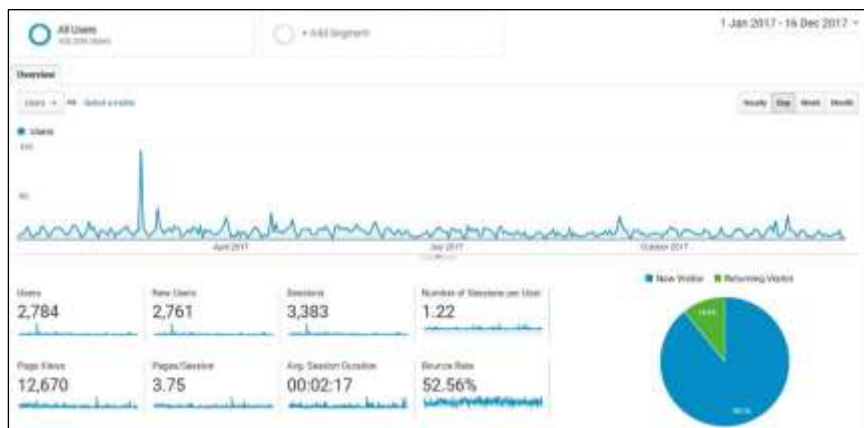 All Users
+ Add Segment
1 Jan 2017 - 16 Dec 2017
Overview
Users
Select a metric
Hourly Day Week Month
Users
April 2017
July 2017
October 2017
New Visitor Returning Visitor
Users
2,784
New Users
2,761
Sessions
3,383
Number of Sessions per User
1.22
Page Views
12,670
Pages/Session
3.75
Avg. Session Duration
00:02:17
Bounce Rate
52.56%